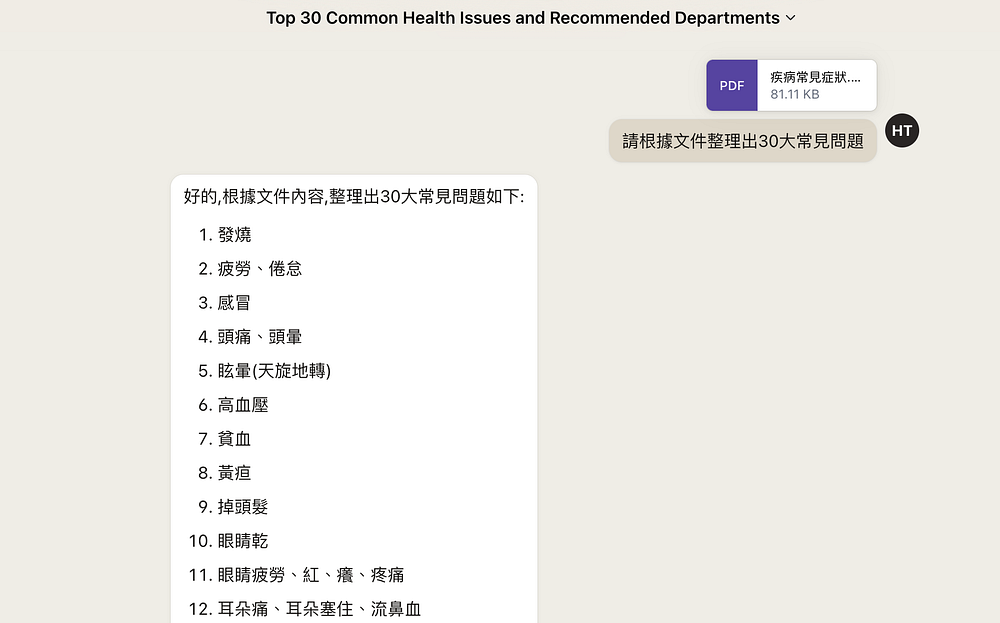 Top 30 Common Health Issues and Recommended Departments
PDF
疾病常見症狀....
81.11 KB
請根據文件整理出30大常見問題
HT
好的,根據文件內容,整理出30大常見問題如下:
1. 發燒
2. 疲勞、倦怠
3. 感冒
4. 頭痛、頭暈
5. 眩暈(天旋地轉)
6. 高血壓
7. 貧血
8. 黃疸
9. 掉頭髮
10. 眼睛乾
11. 眼睛疲勞、紅、癢、疼痛
12. 耳朵痛、耳朵塞住、流鼻血